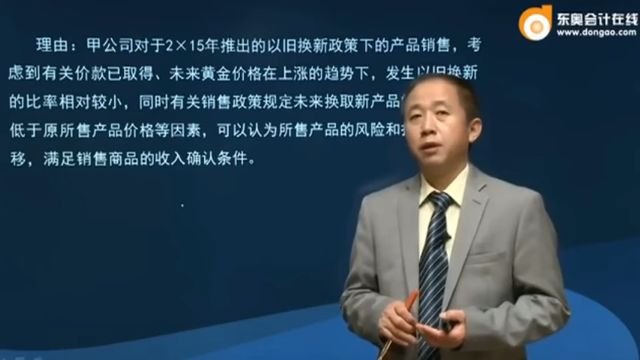 东奥会计在线
www.dongao.com
理由：甲公司对于2×15年推出的以旧换新政策下的产品销售，考
虑到有关价款已取得、未来黄金价格在上涨的趋势下，发生以旧换新
的比率相对较小，同时有关销售政策规定未来换取新产品
低于原所售产品价格等因素，可以认为所售产品的风险和
移，满足销售商品的收入确认条件。